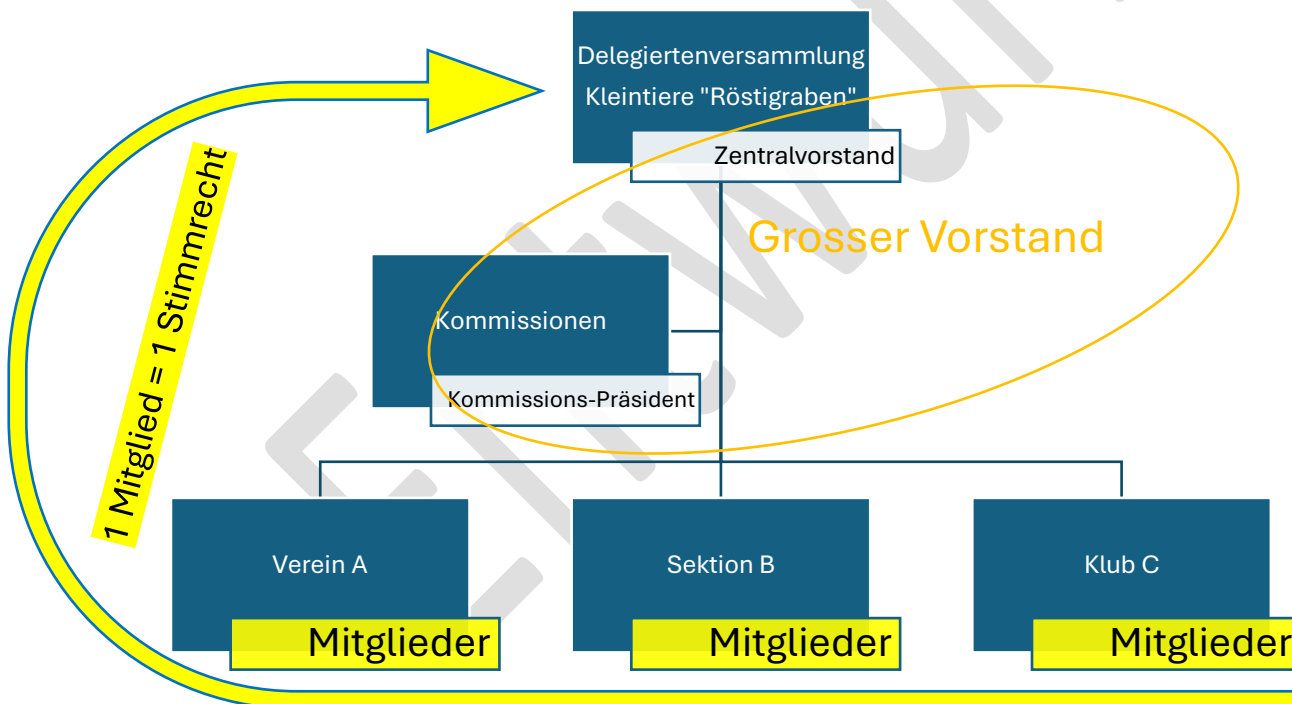 Delegiertenversammlung
Kleintiere "Röstigraben"
Zentralvorstand
Grosser Vorstand
1 Mitglied = 1 Stimmrecht
Kommissionen
Kommissions-Präsident
Verein A
Mitglieder
Sektion B
Mitglieder
Klub C
Mitglieder
Entwurf